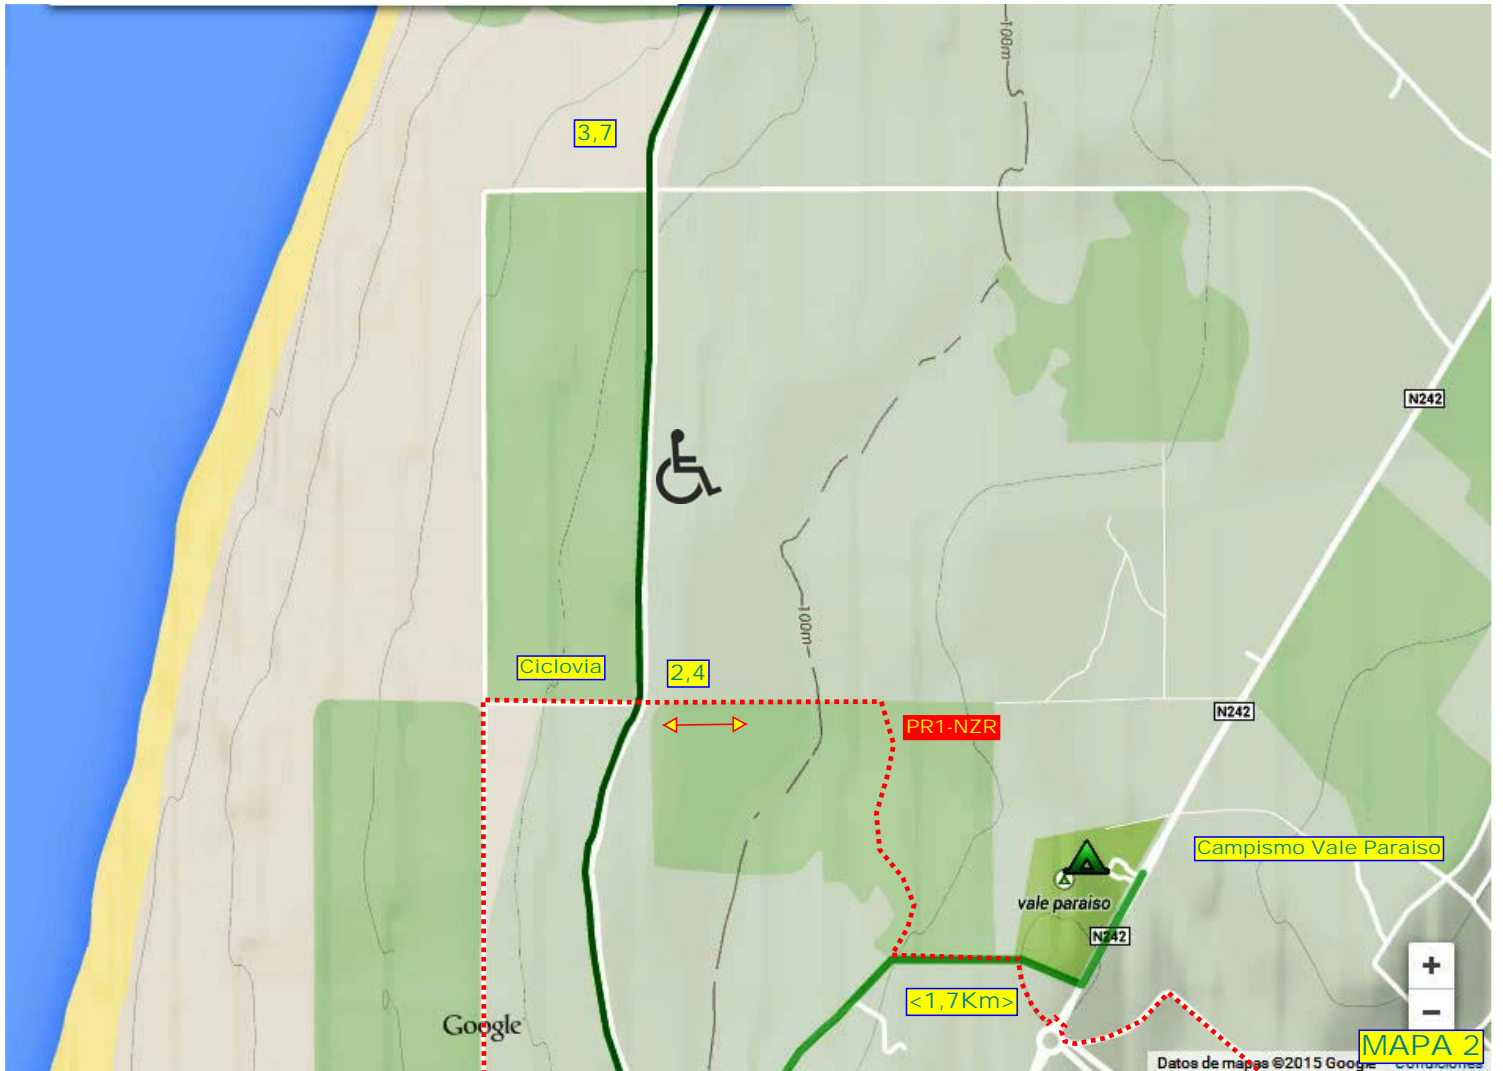 100m
3,7
N242
100m
Ciclovia
2,4
N242
PR1-NZR
Campismo Vale Paraiso
vale paraiso
N242
+
<1,7Km>
−
Google
MAPA 2
Datos de mapas ©2015 Google
Condiciones